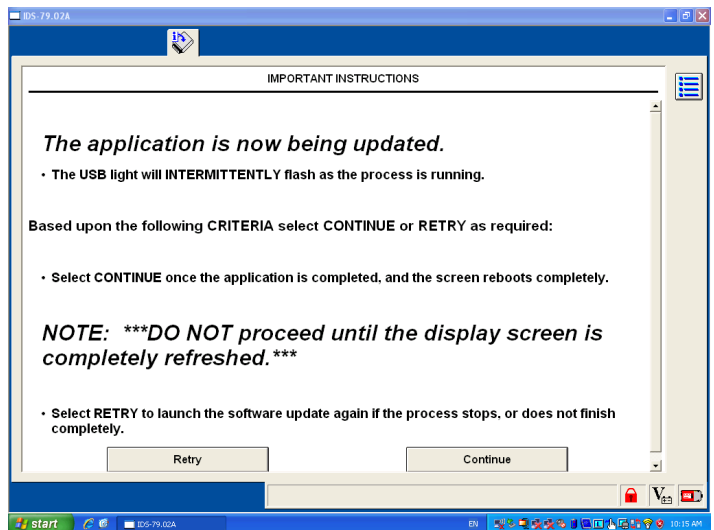 IDS-79.02A
IMPORTANT INSTRUCTIONS
The application is now being updated.
• The USB light will INTERMITTENTLY flash as the process is running.
Based upon the following CRITERIA select CONTINUE or RETRY as required:
• Select CONTINUE once the application is completed, and the screen reboots completely.
NOTE: ***DO NOT proceed until the display screen is
completely refreshed.***
• Select RETRY to launch the software update again if the process stops, or does not finish
completely.
Retry
Continue
start
IDS-79.02A
EN
10:15 AM